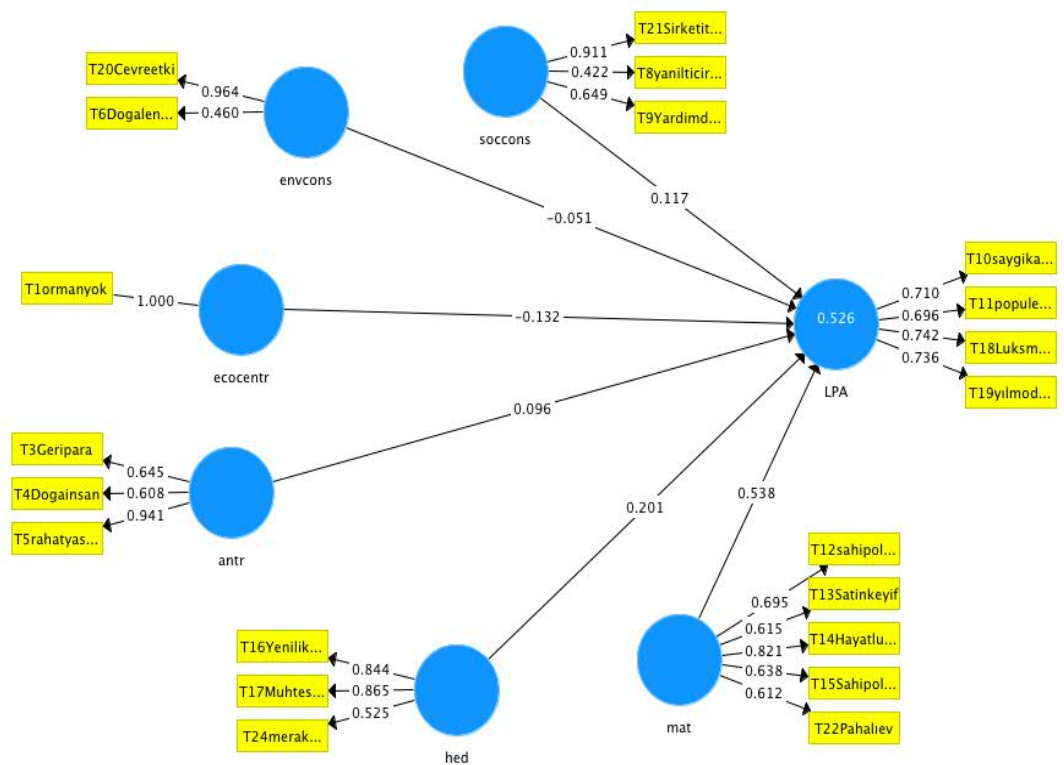 T21Sirketit...
0.911
0.422
T8yanilticir...
0.649
T9Yardimd...
soccons
T20Cevreetki
0.964
T6Dogalen...
0.460
envcons
0.117
-0.051
T1ormanyok
1.000
ecocentr
-0.132
0.526
LPA
T10saygika...
0.710
T11popule...
0.696
T18Luksm...
0.742
0.736
T19yılmod...
T3Geripara
0.645
T4Dogainsan
0.608
T5rahatyas...
0.941
antr
0.096
0.201
0.538
T16Yenilik...
0.844
T17Muhtes...
0.865
T24merak...
0.525
hed
T12sahipol...
0.695
T13Satinkeyif
0.615
T14Hayatlu...
0.821
0.638
T15Sahipol...
0.612
T22Pahalıev
mat